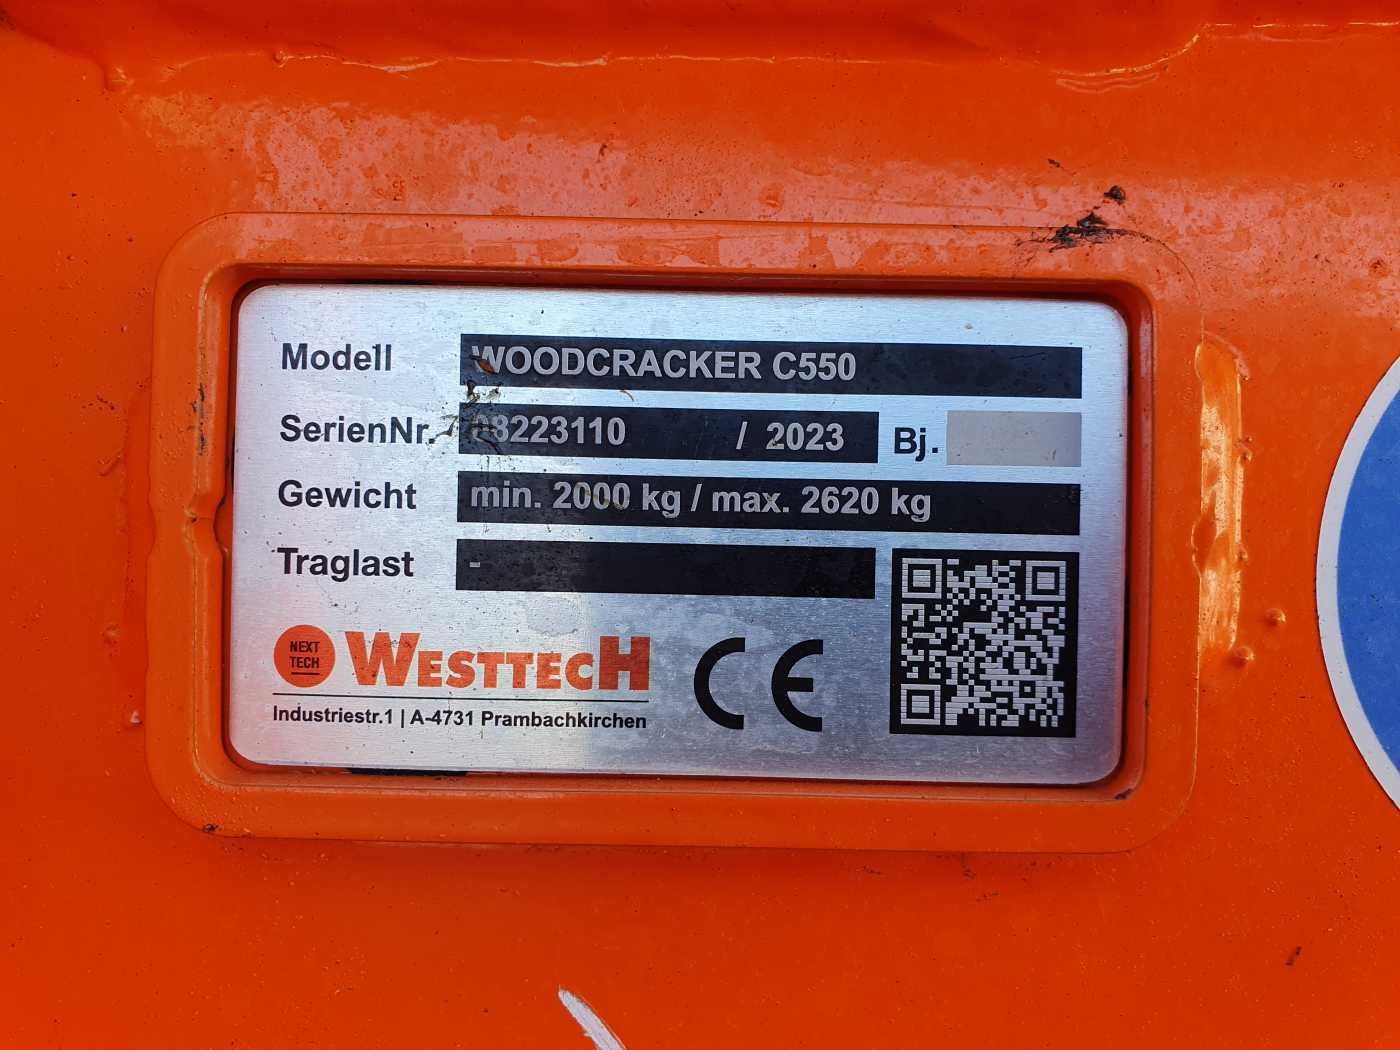 Modell WOODCRACKER C550
SerienNr. 08223110 / 2023 Bj.
Gewicht min. 2000 kg / max. 2620 kg
Traglast -
NEXT
TECH
WESTTECH
Industriestr.1 | A-4731 Prambachkirchen
CE